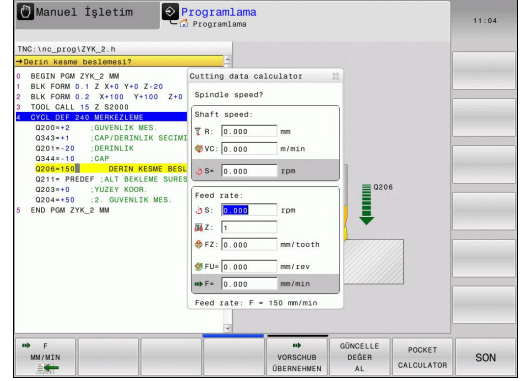 Manuel İşletim
Programlama
Programlama
11:04
TNC:\nc_prog\ZYK_2.h
→Derin kesme beslemesi?
0 BEGIN PGM ZYK_2 MM
1 BLK FORM 0.1 Z X+0 Y+0 Z-20
2 BLK FORM 0.2 X+100 Y+100 Z+0
3 TOOL CALL 15 Z S2000
4 CYCL DEF 240 MERKEZLEME
Q200=+2 ;GUVENLIK MES.
Q343=+1 ;CAP/DERINLIK SECIMI
Q201=-20 ;DERINLIK
Q344=-10 ;CAP
Q206=150 DERIN KESME BESL
Q211= PREDEF ;ALT BEKLEME SURES
Q203=+0 ;YUZEY KOOR.
Q204=+50 ;2. GUVENLIK MES.
5 END PGM ZYK_2 MM
Cutting data calculator
Spindle speed?
Shaft speed:
R: 0.000 mm
VC: 0.000 m/min
S= 0.000 rpm
Feed rate:
S: 0.000 rpm
Z: 1
FZ: 0.000 mm/tooth
FU= 0.000 mm/rev
F= 0.000 mm/min
Feed rate: F = 150 mm/min
Q206
F
MM/MIN
VORSCHUB
ÜBERNEHMEN
GÜNCELLE
DEĞER
AL
POCKET
CALCULATOR
SON